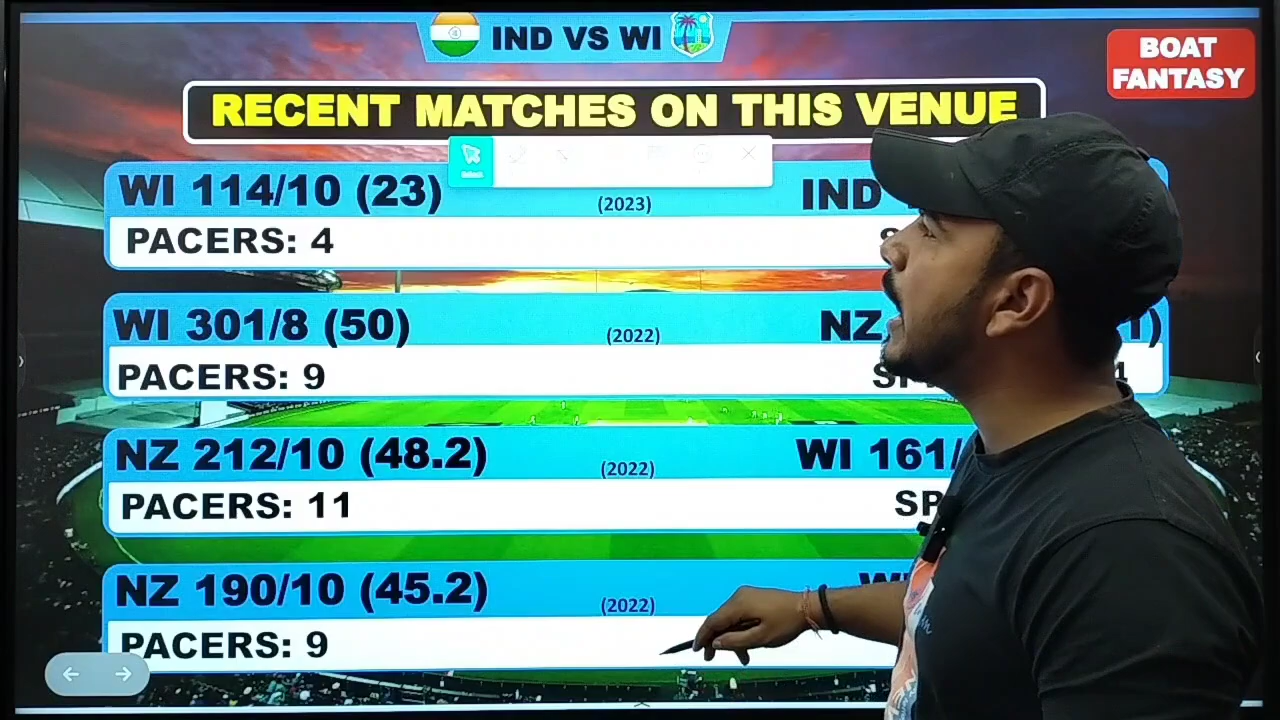 IND VS WI
BOAT
FANTASY
RECENT MATCHES ON THIS VENUE
WI 114/10 (23)
(2023)
IND
PACERS: 4
WI 301/8 (50)
(2022)
NZ
PACERS: 9
NZ 212/10 (48.2)
(2022)
WI 161/
PACERS: 11
NZ 190/10 (45.2)
(2022)
PACERS: 9